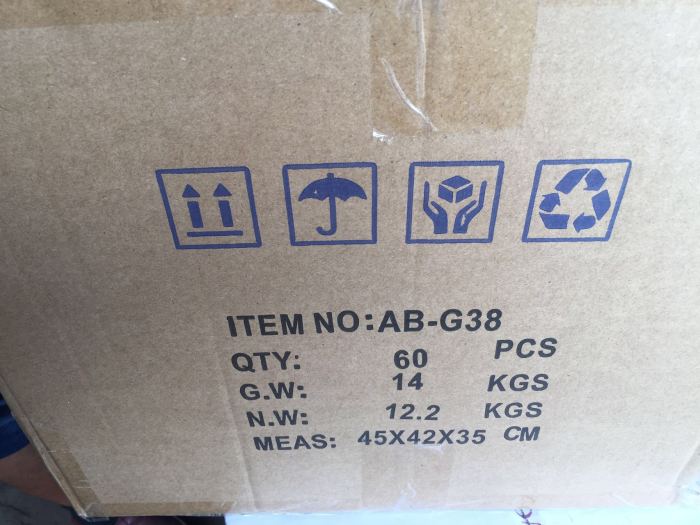 ITEM NO:AB-G38
QTY: 60 PCS
G.W: 14 KGS
N.W: 12.2 KGS
MEAS: 45X42X35 CM